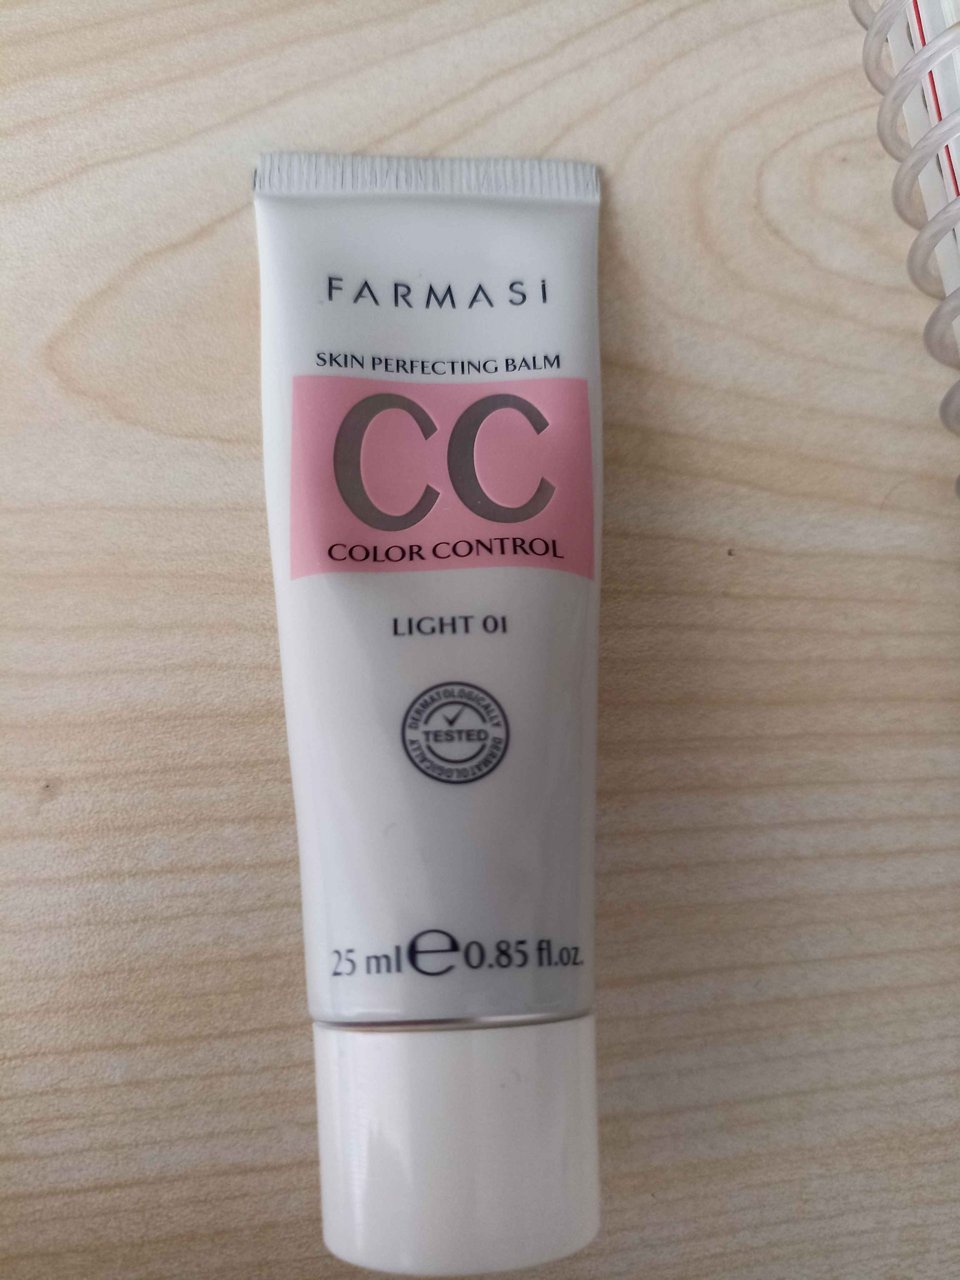 FARMASi
SKIN PERFECTING BALM
CC
COLOR CONTROL
LIGHT 01
DERMATOLOGICALLY
TESTED
DERMATOLOGICALLY
25 ml e 0.85 fl.oz.